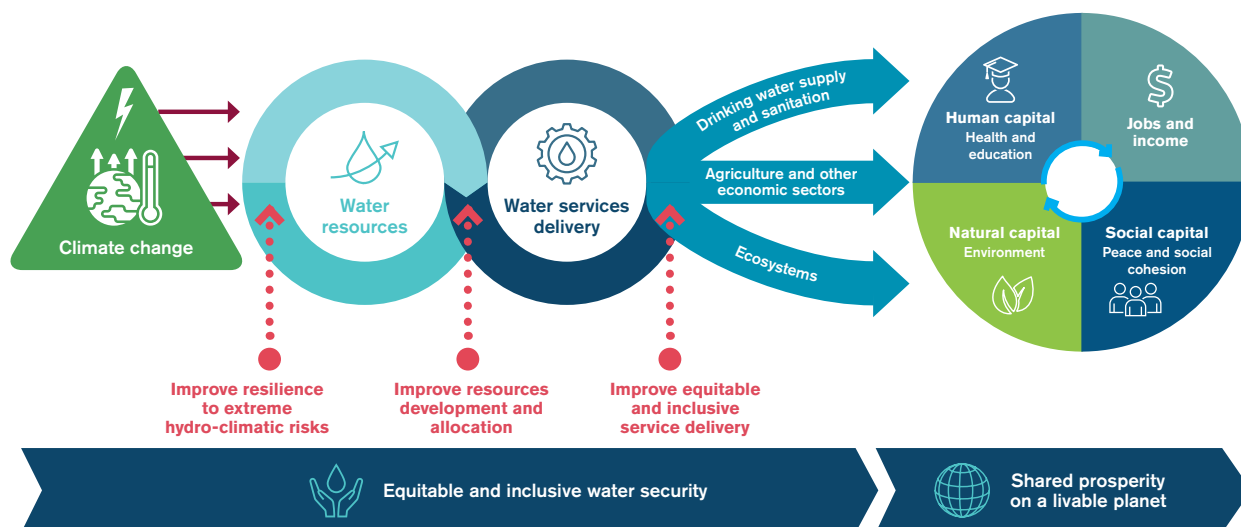 Climate change
Water
resources
Water services
delivery
Drinking water supply
and sanitation
Agriculture and other
economic sectors
Ecosystems
Human capital
Health and
education
Jobs and
income
Natural capital
Environment
Social capital
Peace and social
cohesion
Improve resilience
to extreme
hydro-climatic risks
Improve resources
development and
allocation
Improve equitable
and inclusive
service delivery
Equitable and inclusive water security
Shared prosperity
on a livable planet